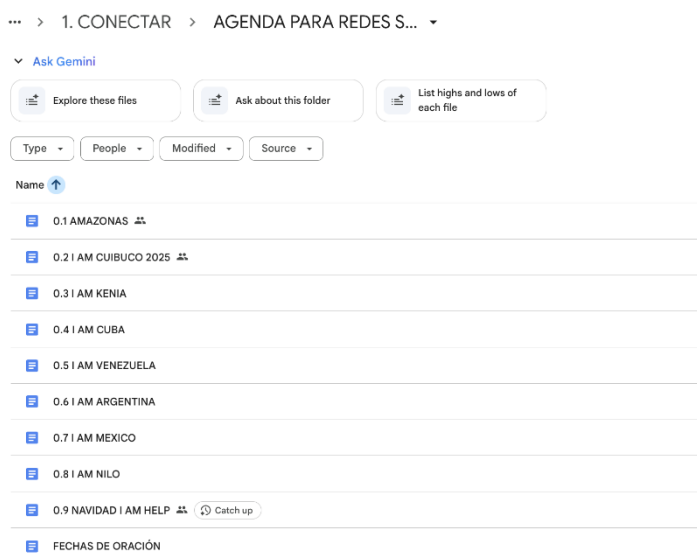 ... > 1. CONECTAR > AGENDA PARA REDES S...
Ask Gemini
Explore these files
Ask about this folder
List highs and lows of
each file
Type People Modified Source
Name
0.1 AMAZONAS
0.2 I AM CUIBUCO 2025
0.3 I AM KENIA
0.4 I AM CUBA
0.5 I AM VENEZUELA
0.6 I AM ARGENTINA
0.7 I AM MEXICO
0.8 I AM NILO
0.9 NAVIDAD I AM HELP Catch up
FECHAS DE ORACIÓN